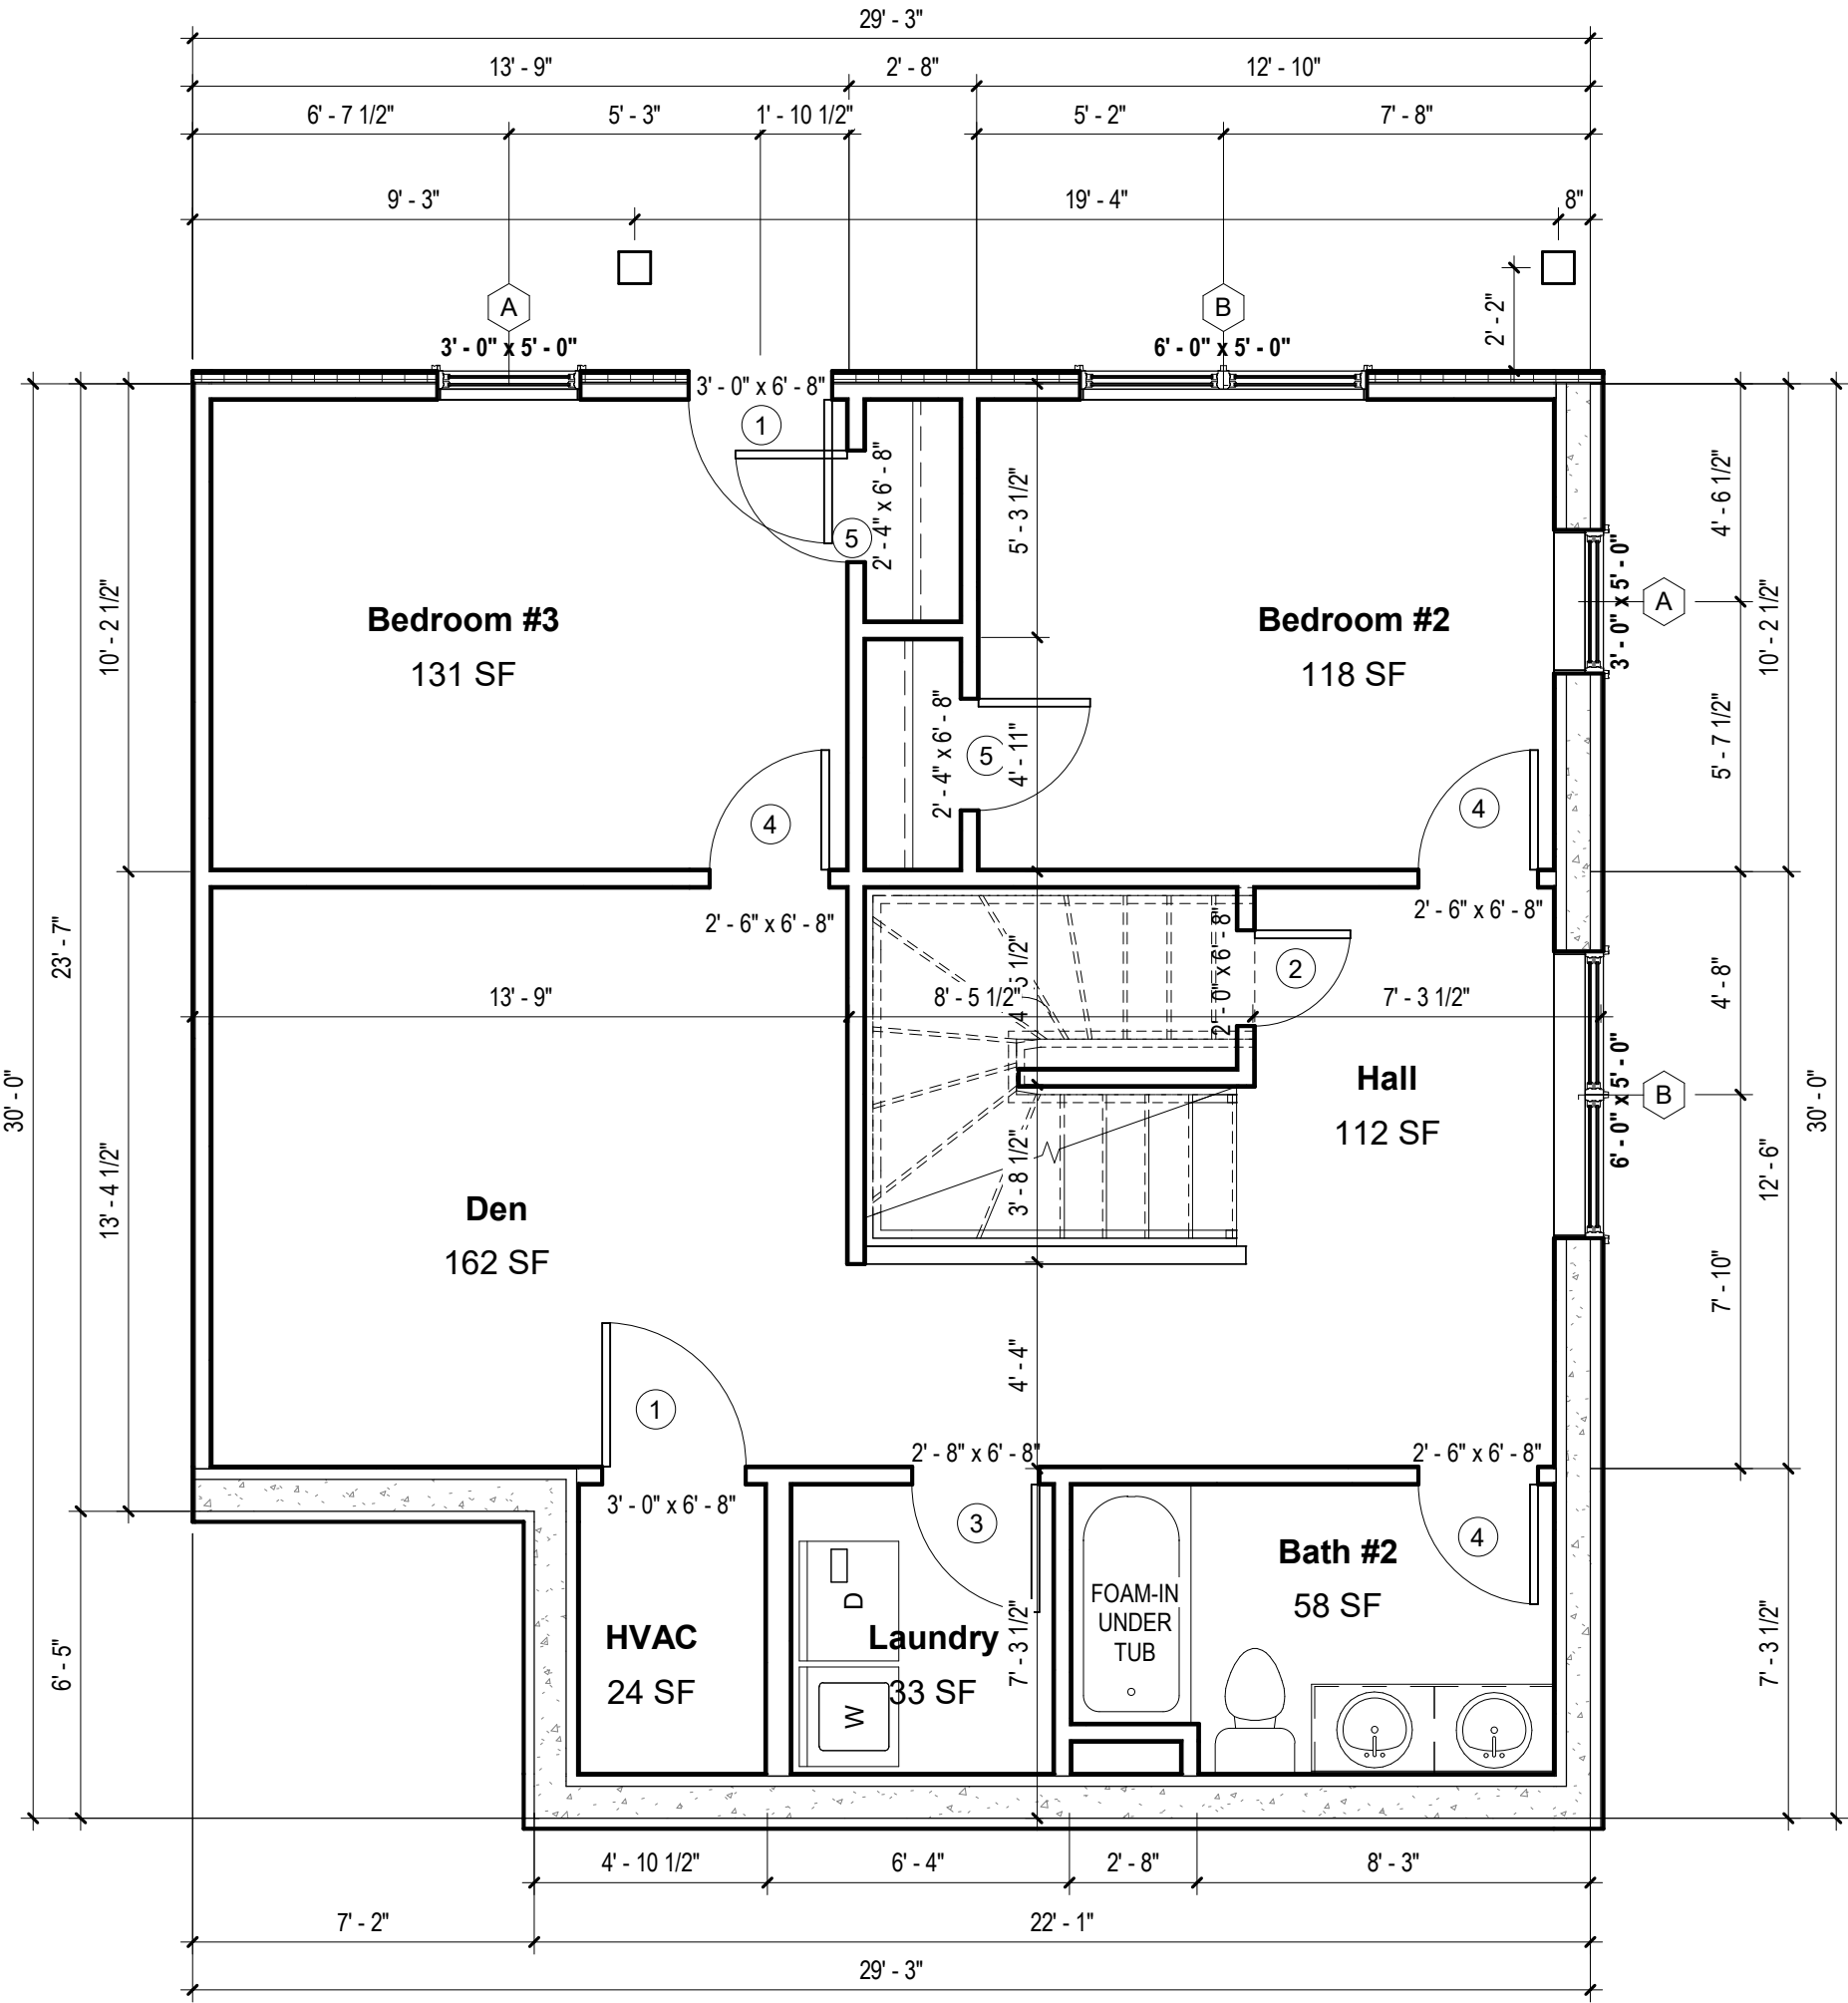 29' - 3"
13' - 9" 2' - 8" 12' - 10"
6' - 7 1/2" 5' - 3" 1' - 10 1/2" 5' - 2" 7' - 8"
9' - 3" 19' - 4" 8"
2' - 2"
A B
3' - 0" x 5' - 0" 6' - 0" x 5' - 0"
3' - 0" x 6' - 8"
1
2' - 4" x 6' - 8"
5
5' - 3 1/2"
4' - 6 1/2"
3' - 0" x 5' - 0"
A
10' - 2 1/2"
10' - 2 1/2"
Bedroom #3
131 SF
Bedroom #2
118 SF
2' - 4" x 6' - 8"
5
4' - 11"
5' - 7 1/2"
4
4
2' - 6" x 6' - 8"
2' - 6" x 6' - 8"
23' - 7"
2' - 0" x 6' - 8"
2
4' - 8"
13' - 9" 8' - 5 1/2" 7' - 3 1/2"
30' - 0"
Hall
112 SF
6' - 0" x 5' - 0"
B
30' - 0"
13' - 4 1/2"
3' - 8 1/2"
12' - 6"
Den
162 SF
7' - 10"
4' - 4"
1
2' - 8" x 6' - 8"
2' - 6" x 6' - 8"
3' - 0" x 6' - 8"
3
4
Bath #2
58 SF
FOAM-IN
UNDER
TUB
D
HVAC
24 SF
Laundry
33 SF
W
7' - 3 1/2"
7' - 3 1/2"
6' - 5"
4' - 10 1/2" 6' - 4" 2' - 8" 8' - 3"
7' - 2" 22' - 1"
29' - 3"